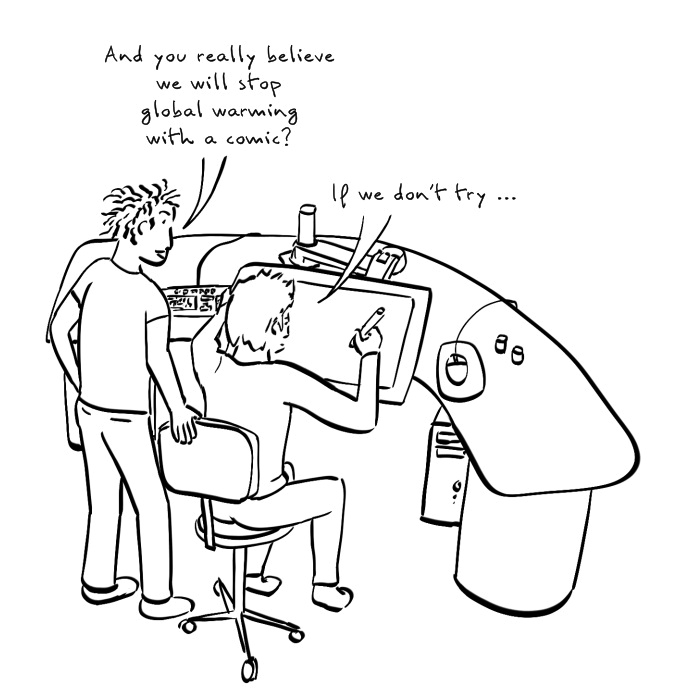 And you really believe
we will stop
global warming
with a comic?
If we don't try ...